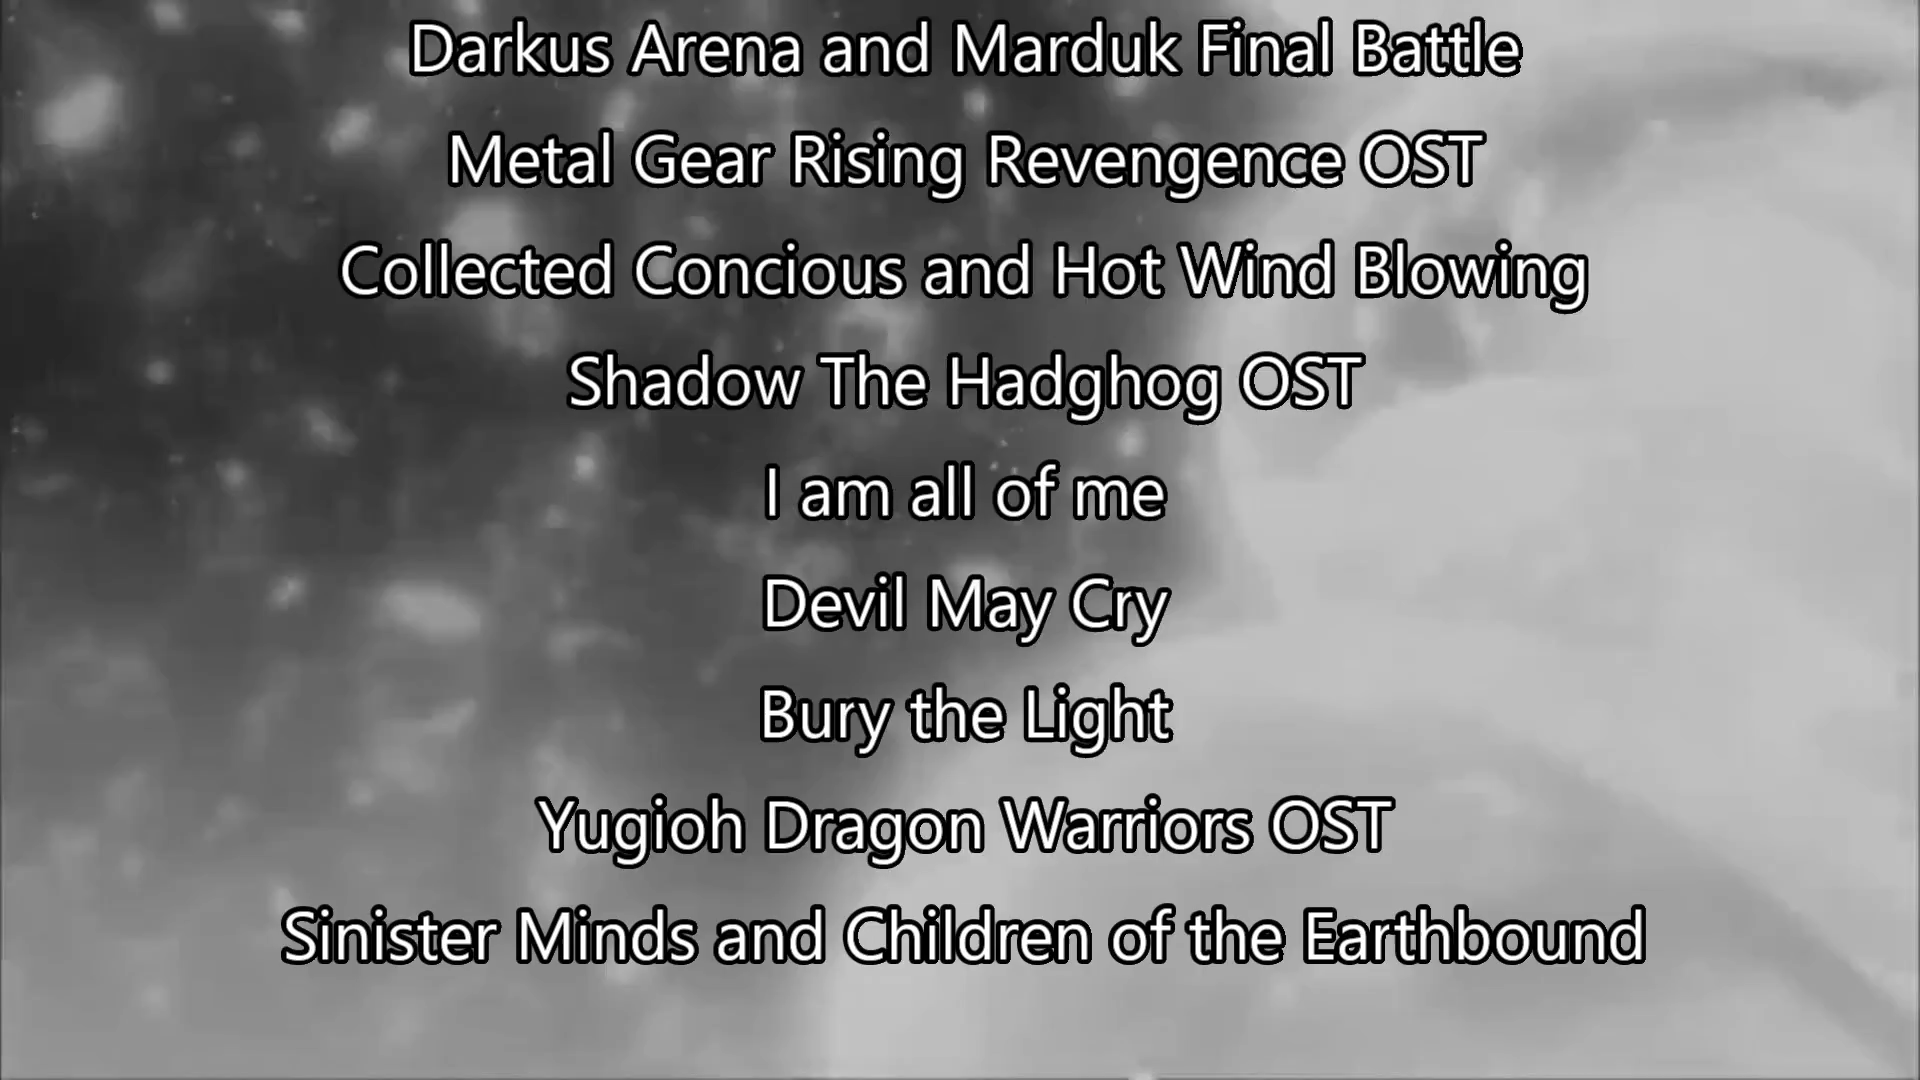 Darkus Arena and Marduk Final Battle
Metal Gear Rising Revengence OST
Collected Concious and Hot Wind Blowing
Shadow The Hadghog OST
I am all of me
Devil May Cry
Bury the Light
Yugioh Dragon Warriors OST
Sinister Minds and Children of the Earthbound